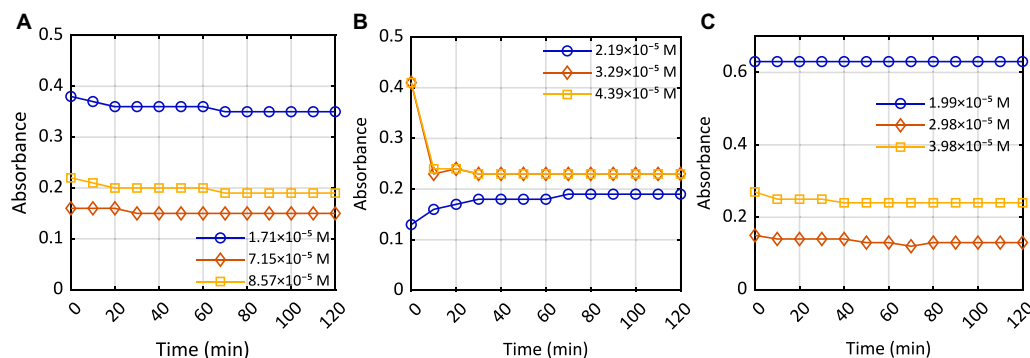 A
Absorbance
0.5
0.4
0.3
0.2
0.1
0
0 20 40 60 80 100 120
Time (min)
1.71×10⁻⁵ M
7.15×10⁻⁵ M
8.57×10⁻⁵ M
B
Absorbance
0.5
0.4
0.3
0.2
0.1
0
0 20 40 60 80 100 120
Time (min)
2.19×10⁻⁵ M
3.29×10⁻⁵ M
4.39×10⁻⁵ M
C
Absorbance
0.6
0.4
0.2
0
0 20 40 60 80 100 120
Time (min)
1.99×10⁻⁵ M
2.98×10⁻⁵ M
3.98×10⁻⁵ M